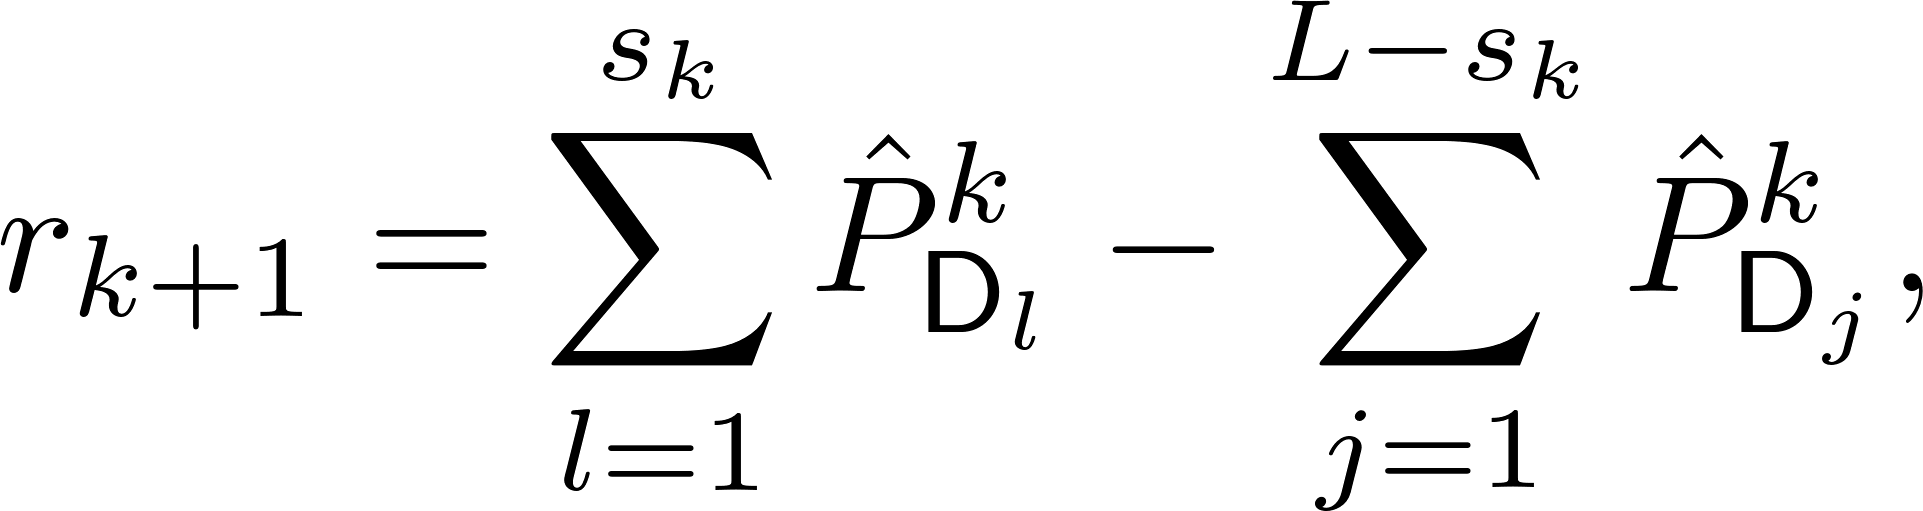 r_{k+1} = \sum_{l=1}^{s_k} \hat{P}^k_{\mathsf{D}_l} - \sum_{j=1}^{L-s_k} \hat{P}^k_{\mathsf{D}_j},